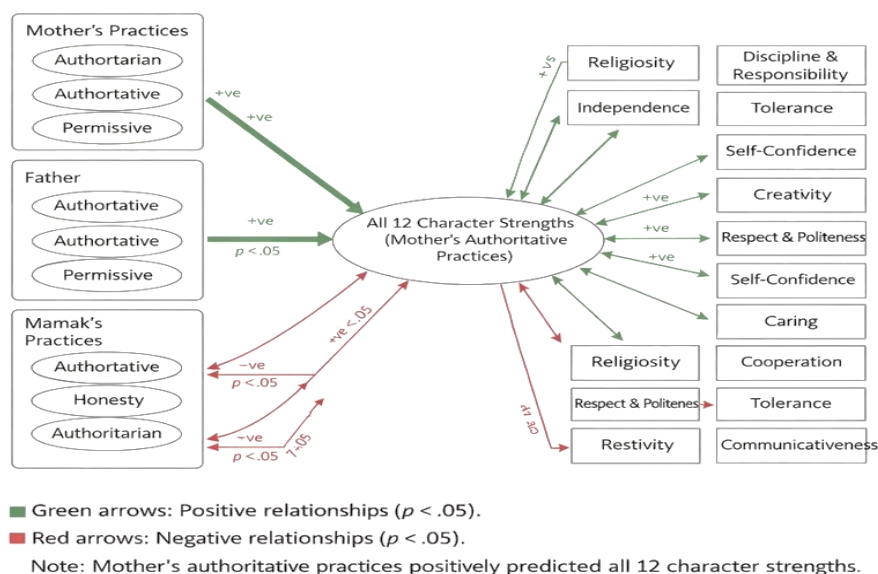 Mother's Practices
Authortarian
Authortative
Permissive
+ve
+ve
Father
Authortative
Authortative
Permissive
+ve
p <.05
Mamak's
Practices
Authortative
Honesty
Authoritarian
−ve
p <.05
−ve
p <.05
+ve <.05
All 12 Character Strengths
(Mother's Authoritative
Practices)
+vs
Religiosity
Independence
Discipline &
Responsibility
Tolerance
Self-Confidence
+ve
Creativity
+ve
Respect & Politeness
+ve
Self-Confidence
Caring
Religiosity
Cooperation
Respect & Politenes
Tolerance
Restivity
Communicativeness
Green arrows: Positive relationships (p < .05).
Red arrows: Negative relationships (p < .05).
Note: Mother's authoritative practices positively predicted all 12 character strengths.